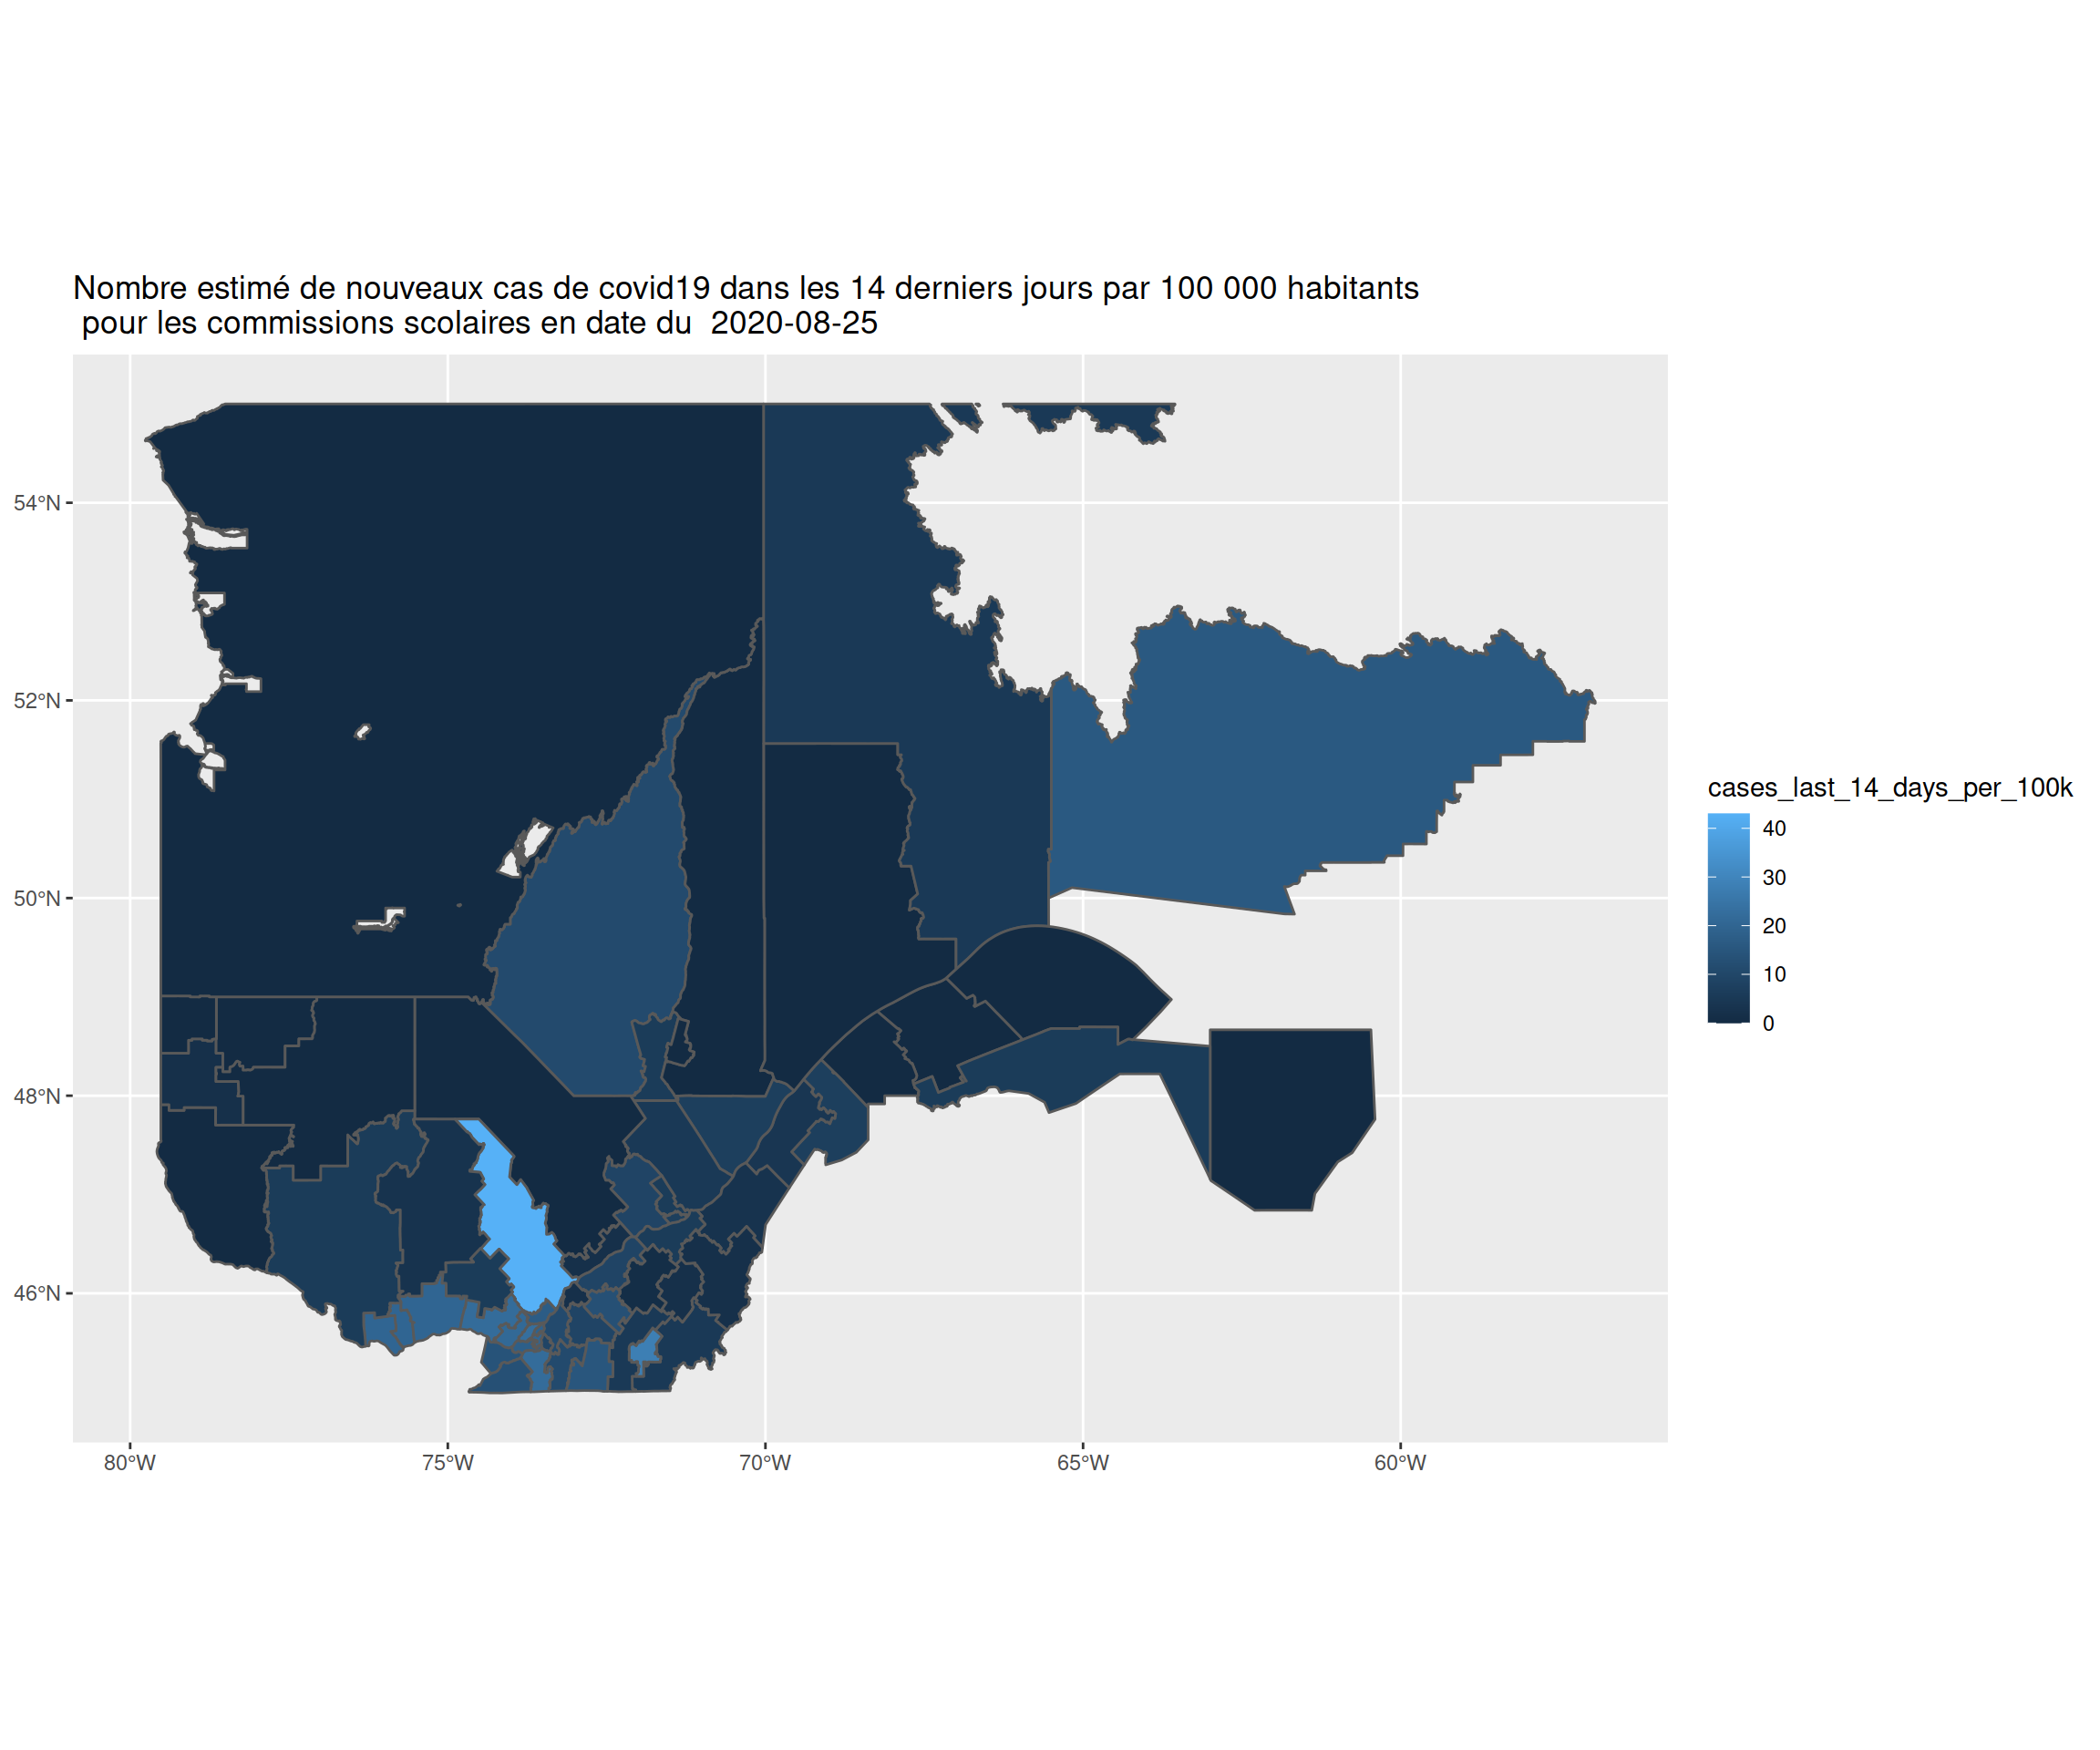 Nombre estimé de nouveaux cas de covid19 dans les 14 derniers jours par 100 000 habitants
pour les commissions scolaires en date du  2020-08-25
54°N
52°N
50°N
48°N
46°N
80°W
75°W
70°W
65°W
60°W
cases_last_14_days_per_100k
40
30
20
10
0